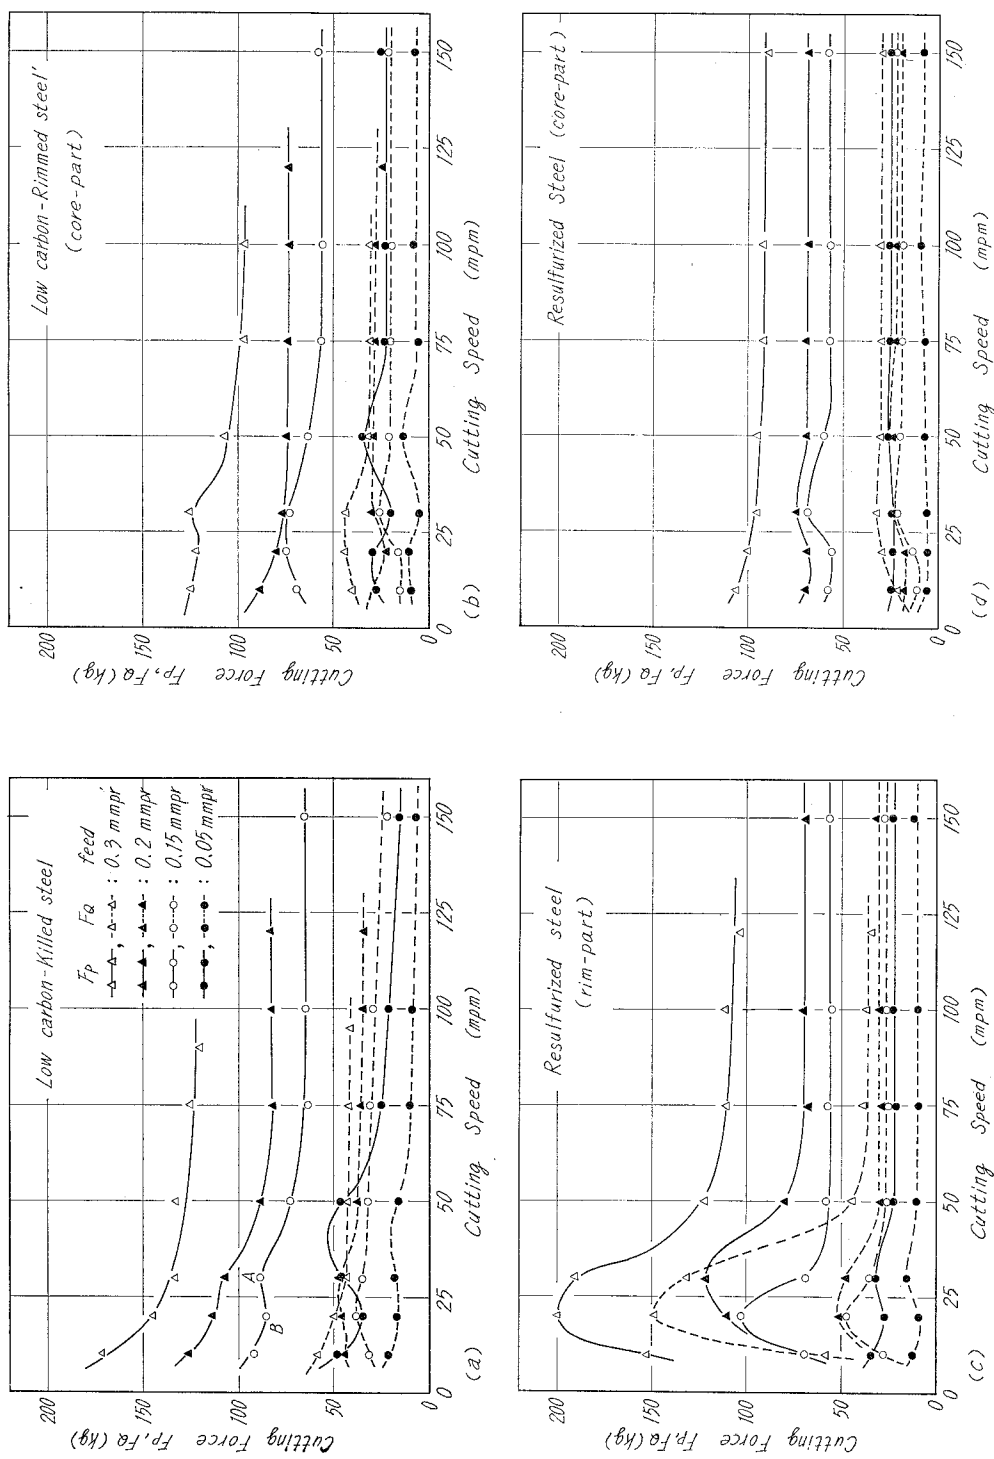 Low carbon-Killed steel
Fp Fa feed
: 0.3 mmpr
: 0.2 mmpr
: 0.15 mmpr
: 0.05 mmpr
A
B
200
150
100
50
0
0 25 50 75 100 125 150
Cutting Force Fp, Fa (kg)
(a) Cutting Speed (mpm)
Low carbon-Rimmed steel
(core-part)
200
150
100
50
0
0 25 50 75 100 125 150
Cutting Force Fp, Fa (kg)
(b) Cutting Speed (mpm)
Resulfurized steel
(rim-part)
200
150
100
50
0
0 25 50 75 100 125 150
Cutting Force Fp, Fa (kg)
(c) Cutting Speed (mpm)
Resulfurized Steel (core-part)
200
150
100
50
0
0 25 50 75 100 125 150
Cutting Force Fp, Fa (kg)
(d) Cutting Speed (mpm)